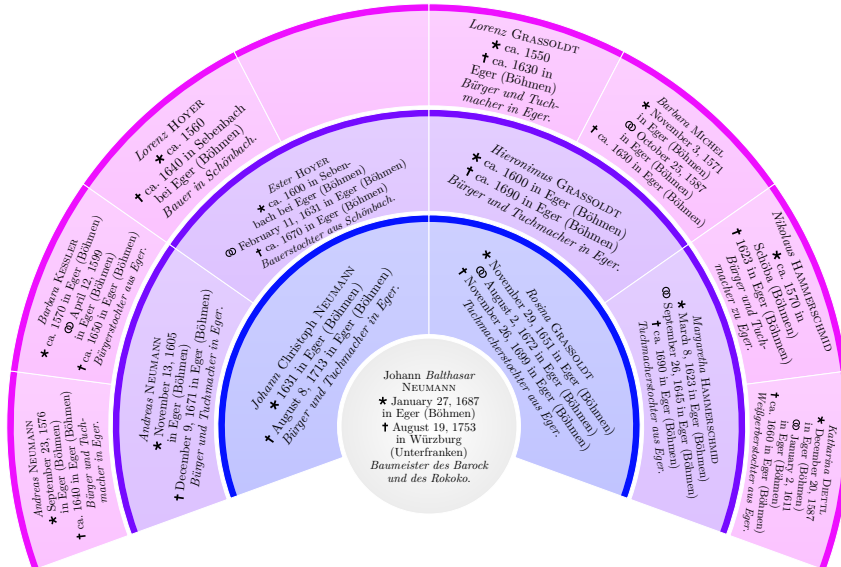 Lorenz GRASSOLDT
★ ca. 1550
✝ ca. 1630 in
Eger (Böhmen)
Bürger und Tuch-
macher in Eger.
Lorenz HOYER
★ ca. 1560
✝ ca. 1640 in Sebenbach
bei Eger (Böhmen)
Bauer in Schönbach.
Barbara MICHEL
★ November 3, 1571
in Eger (Böhmen)
⚭ October 25, 1587
in Eger (Böhmen)
✝ ca. 1630 in Eger (Böhmen)
Barbara KESSLER
★ ca. 1570 in Eger (Böhmen)
⚭ April 12, 1599
in Eger (Böhmen)
✝ ca. 1650 in Eger (Böhmen)
Bürgerstochter aus Eger.
Nikolaus HAMMERSCHMID
★ ca. 1570 in
Schöba (Böhmen)
✝ 1623 in Eger (Böhmen)
Bürger und Tuch-
macher zu Eger.
Andreas NEUMANN
★ September 23, 1576
in Eger (Böhmen)
✝ ca. 1640 in Eger (Böhmen)
Bürger und Tuch-
macher in Eger.
Katharina DIETTL
★ December 20, 1587
⚭ January 2, 1611
in Eger (Böhmen)
✝ ca. 1660 in Eger (Böhmen)
Weißgerberstochter aus Eger.
Ester HOYER
★ ca. 1600 in Seben-
bach bei Eger (Böhmen)
⚭ February 11, 1631 in Eger (Böhmen)
✝ ca. 1670 in Eger (Böhmen)
Bauerstochter aus Schönbach.
Hieronimus GRASSOLDT
★ ca. 1600 in Eger (Böhmen)
✝ ca. 1690 in Eger (Böhmen)
Bürger und Tuchmacher in Eger.
Andreas NEUMANN
★ November 13, 1605
in Eger (Böhmen)
✝ December 9, 1671 in Eger (Böhmen)
Bürger und Tuchmacher in Eger.
Margaretha HAMMERSCHMID
★ March 8, 1623 in Eger (Böhmen)
⚭ September 26, 1645 in Eger (Böhmen)
✝ ca. 1690 in Eger (Böhmen)
Tuchmacherstochter aus Eger.
Johann Christoph NEUMANN
★ 1631 in Eger (Böhmen)
✝ August 8, 1713 in Eger (Böhmen)
Bürger und Tuchmacher in Eger.
Rosina GRASSOLDT
★ November 29, 1651 in Eger (Böhmen)
⚭ August 2, 1672 in Eger (Böhmen)
✝ November 26, 1699 in Eger (Böhmen)
Tuchmacherstochter aus Eger.
Johann Balthasar
NEUMANN
★ January 27, 1687
in Eger (Böhmen)
✝ August 19, 1753
in Würzburg
(Unterfranken)
Baumeister des Barock
und des Rokoko.